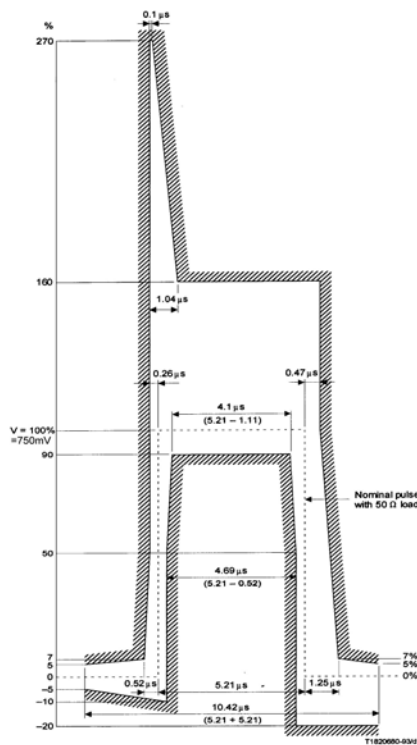 0.1 µs
%
270
160
1.04 µs
0.26 µs
0.47 µs
4.1 µs
(5.21 – 1.11)
V = 100%
=750mV
90
Nominal pulse
with 50 Ω load
50
4.69 µs
(5.21 – 0.52)
7
7%
5
5%
0
0%
0.52 µs
5.21 µs
1.25 µs
–5
–10
10.42 µs
(5.21 + 5.21)
–20